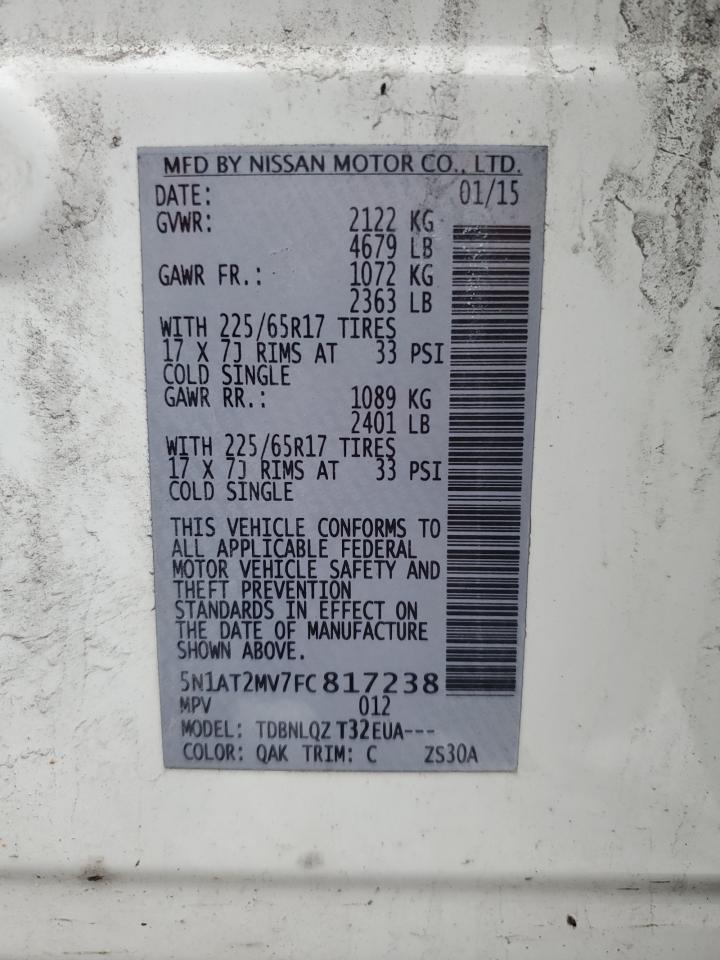 MFD BY NISSAN MOTOR CO., LTD.
DATE: 01/15
GVWR: 2122 KG
4679 LB
GAWR FR.: 1072 KG
2363 LB
WITH 225/65R17 TIRES
17 X 7J RIMS AT 33 PSI
COLD SINGLE
GAWR RR.: 1089 KG
2401 LB
WITH 225/65R17 TIRES
17 X 7J RIMS AT 33 PSI
COLD SINGLE
THIS VEHICLE CONFORMS TO
ALL APPLICABLE FEDERAL
MOTOR VEHICLE SAFETY AND
THEFT PREVENTION
STANDARDS IN EFFECT ON
THE DATE OF MANUFACTURE
SHOWN ABOVE.
5N1AT2MV7FC817238
MPV 012
MODEL: TDBNLQZ T32EUA---
COLOR: QAK TRIM: C ZS30A